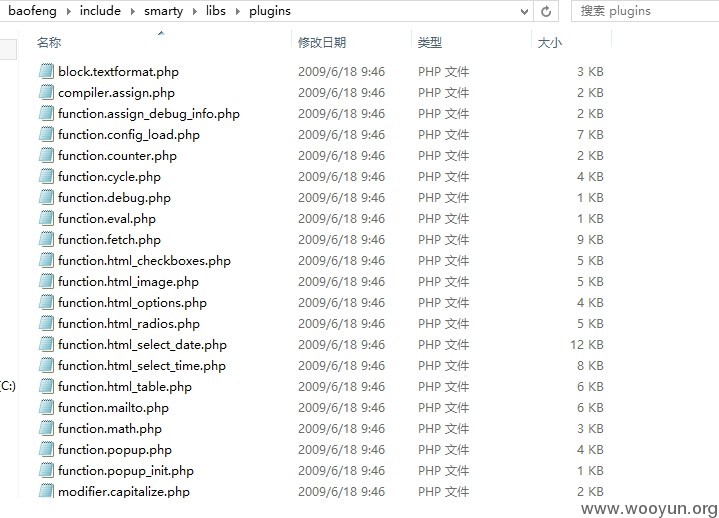 baofeng › include › smarty › libs › plugins 搜索 plugins
名称 修改日期 类型 大小
block.textformat.php 2009/6/18 9:46 PHP 文件 3 KB
compiler.assign.php 2009/6/18 9:46 PHP 文件 2 KB
function.assign_debug_info.php 2009/6/18 9:46 PHP 文件 2 KB
function.config_load.php 2009/6/18 9:46 PHP 文件 7 KB
function.counter.php 2009/6/18 9:46 PHP 文件 2 KB
function.cycle.php 2009/6/18 9:46 PHP 文件 4 KB
function.debug.php 2009/6/18 9:46 PHP 文件 1 KB
function.eval.php 2009/6/18 9:46 PHP 文件 1 KB
function.fetch.php 2009/6/18 9:46 PHP 文件 9 KB
function.html_checkboxes.php 2009/6/18 9:46 PHP 文件 5 KB
function.html_image.php 2009/6/18 9:46 PHP 文件 5 KB
function.html_options.php 2009/6/18 9:46 PHP 文件 4 KB
function.html_radios.php 2009/6/18 9:46 PHP 文件 5 KB
function.html_select_date.php 2009/6/18 9:46 PHP 文件 12 KB
function.html_select_time.php 2009/6/18 9:46 PHP 文件 8 KB
(C:) function.html_table.php 2009/6/18 9:46 PHP 文件 6 KB
function.mailto.php 2009/6/18 9:46 PHP 文件 6 KB
function.math.php 2009/6/18 9:46 PHP 文件 3 KB
function.popup.php 2009/6/18 9:46 PHP 文件 4 KB
function.popup_init.php 2009/6/18 9:46 PHP 文件 1 KB
modifier.capitalize.php 2009/6/18 9:46 PHP 文件 2 KB
www.wooyun.org